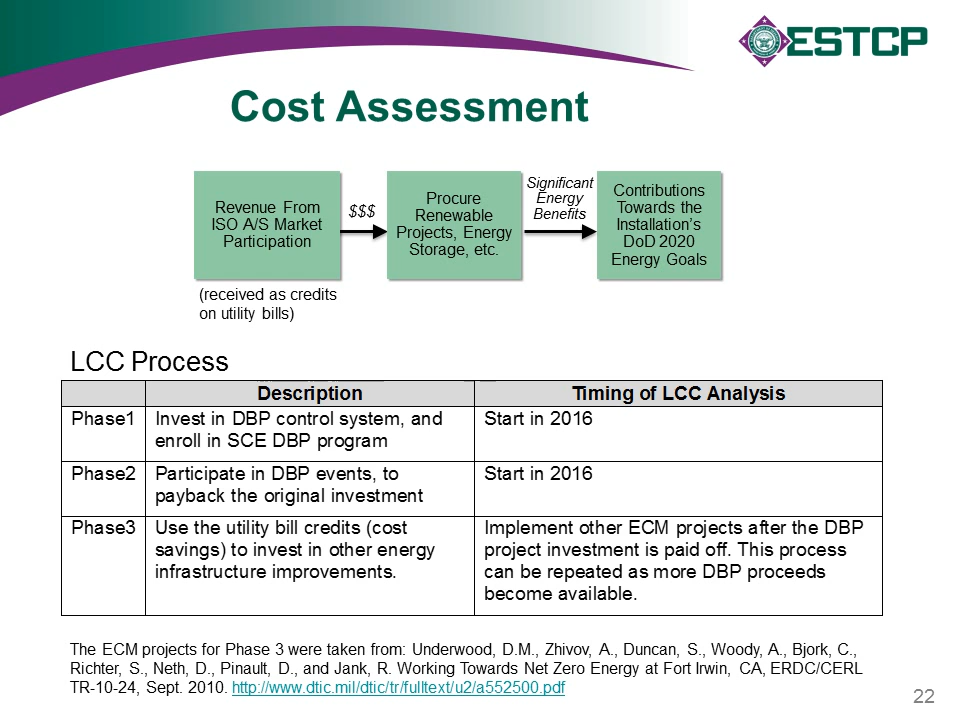 ESTCP
Cost Assessment
Revenue From
ISO A/S Market
Participation
$$$
Procure
Renewable
Projects, Energy
Storage, etc.
Significant
Energy
Benefits
Contributions
Towards the
Installation’s
DoD 2020
Energy Goals
(received as credits
on utility bills)
LCC Process
Description Timing of LCC Analysis
Phase1 Invest in DBP control system, and Start in 2016
enroll in SCE DBP program
Phase2 Participate in DBP events, to Start in 2016
payback the original investment
Phase3 Use the utility bill credits (cost Implement other ECM projects after the DBP
savings) to invest in other energy project investment is paid off. This process
infrastructure improvements. can be repeated as more DBP proceeds
become available.
The ECM projects for Phase 3 were taken from: Underwood, D.M., Zhivov, A., Duncan, S., Woody, A., Bjork, C.,
Richter, S., Neth, D., Pinault, D., and Jank, R. Working Towards Net Zero Energy at Fort Irwin, CA, ERDC/CERL
TR-10-24, Sept. 2010. http://www.dtic.mil/dtic/tr/fulltext/u2/a552500.pdf
22